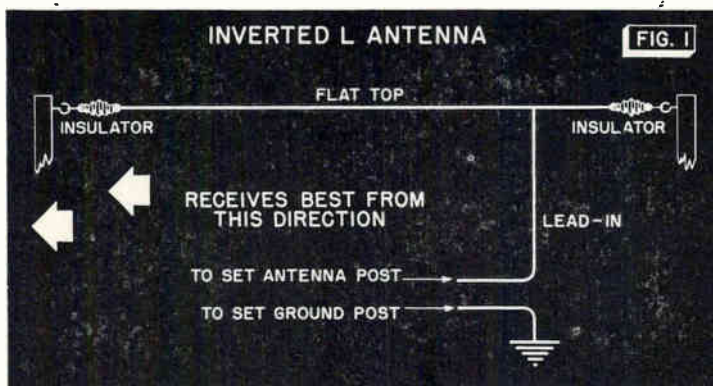 INVERTED L ANTENNA
FIG. 1
FLAT TOP
INSULATOR
INSULATOR
RECEIVES BEST FROM
THIS DIRECTION
LEAD-IN
TO SET ANTENNA POST
TO SET GROUND POST